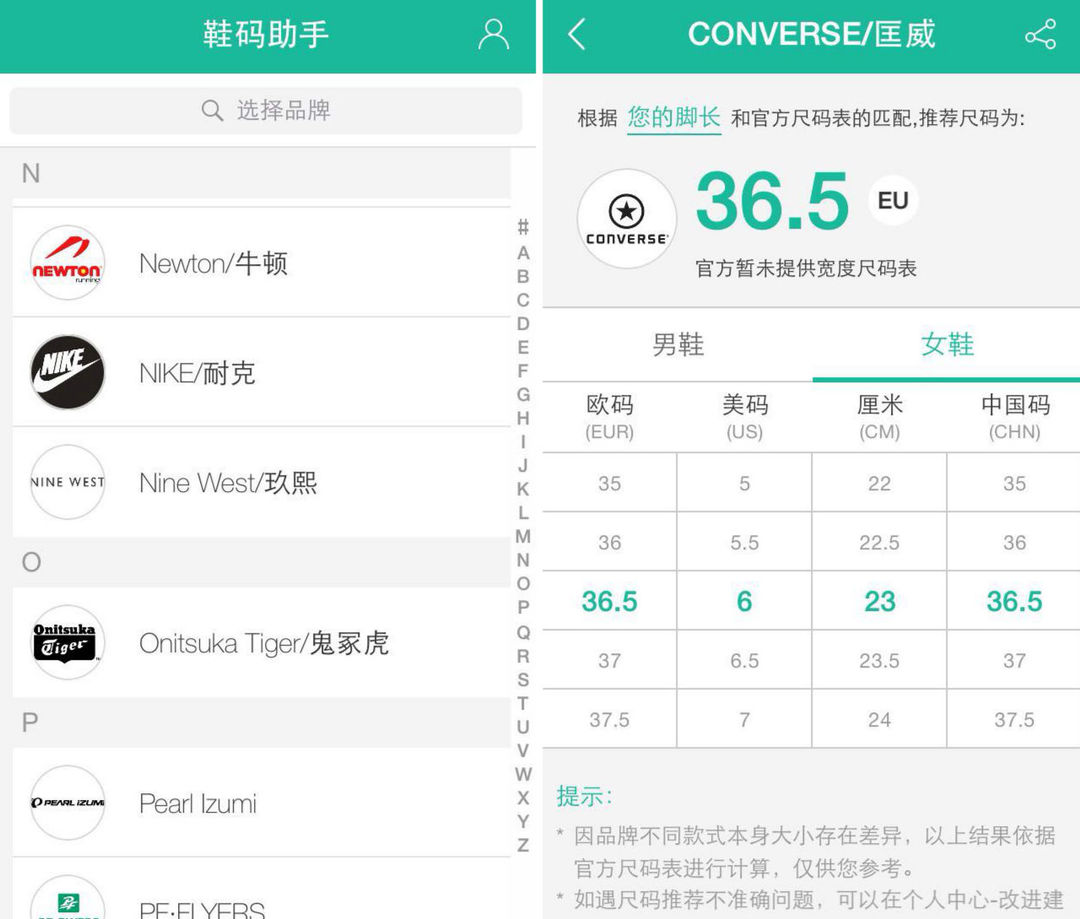 鞋码助手
选择品牌
N
NEWTON
running
Newton/牛顿
NIKE
NIKE/耐克
NINE WEST
Nine West/玖熙
O
Onitsuka
Tiger
Onitsuka Tiger/鬼冢虎
P
PEARL IZUMI
Pearl Izumi
PF·FLYERS
#
A
B
C
D
E
F
G
H
I
J
K
L
M
N
O
P
Q
R
S
T
U
V
W
X
Y
Z
CONVERSE/匡威
根据 您的脚长 和官方尺码表的匹配,推荐尺码为:
CONVERSE
36.5 EU
官方暂未提供宽度尺码表
男鞋 女鞋
欧码 美码 厘米 中国码
(EUR) (US) (CM) (CHN)
35 5 22 35
36 5.5 22.5 36
36.5 6 23 36.5
37 6.5 23.5 37
37.5 7 24 37.5
提示:
* 因品牌不同款式本身大小存在差异，以上结果依据
官方尺码表进行计算，仅供您参考。
* 如遇尺码推荐不准确问题，可以在个人中心-改进建